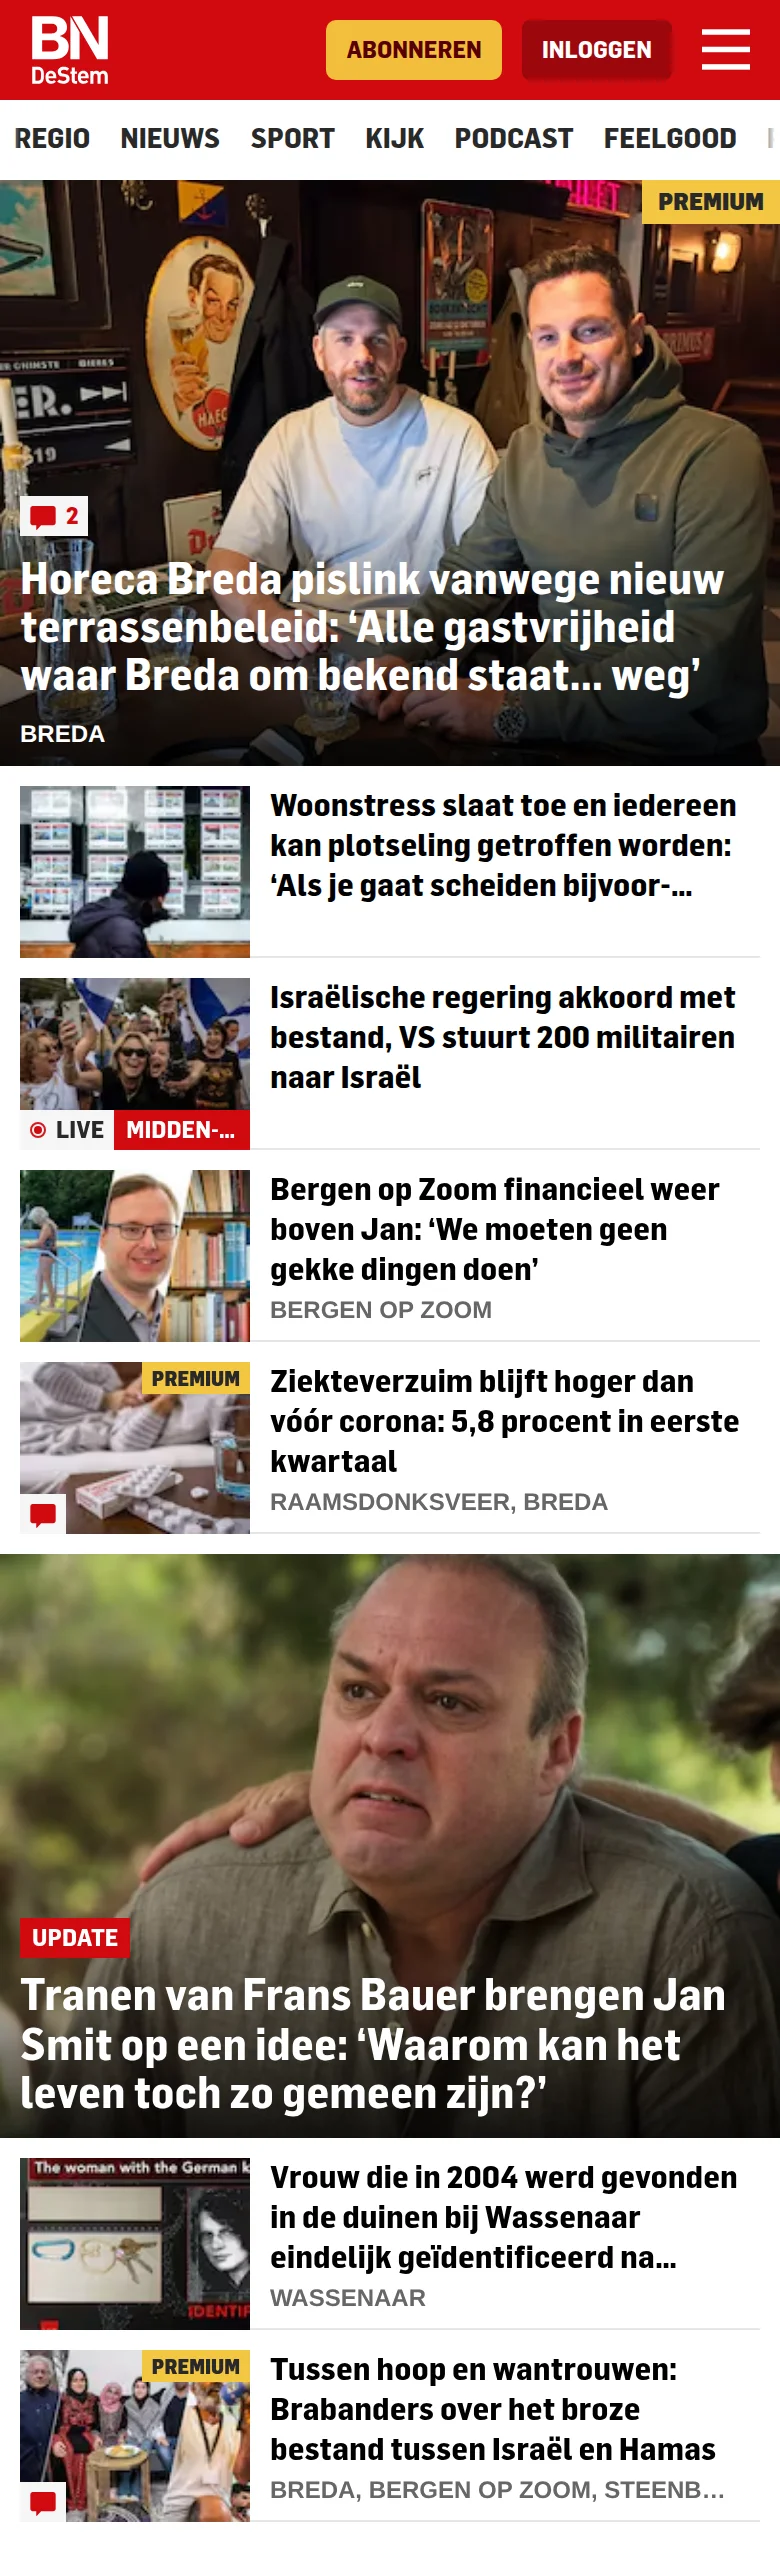 BN
DeStem
ABONNEREN
INLOGGEN
REGIO NIEUWS SPORT KIJK PODCAST FEELGOOD
PREMIUM
ER.
519
HAEC
2
Horeca Breda pislink vanwege nieuw
terrassenbeleid: ‘Alle gastvrijheid
waar Breda om bekend staat... weg’
BREDA
Woonstress slaat toe en iedereen
kan plotseling getroffen worden:
‘Als je gaat scheiden bijvoor-...
Israëlische regering akkoord met
bestand, VS stuurt 200 militairen
naar Israël
LIVE MIDDEN-...
Bergen op Zoom financieel weer
boven Jan: ‘We moeten geen
gekke dingen doen’
BERGEN OP ZOOM
PREMIUM
Ziekteverzuim blijft hoger dan
vóór corona: 5,8 procent in eerste
kwartaal
RAAMSDONKSVEER, BREDA
UPDATE
Tranen van Frans Bauer brengen Jan
Smit op een idee: ‘Waarom kan het
leven toch zo gemeen zijn?’
The woman with the German k
IDENTIF
Vrouw die in 2004 werd gevonden
in de duinen bij Wassenaar
eindelijk geïdentificeerd na...
WASSENAAR
PREMIUM
Tussen hoop en wantrouwen:
Brabanders over het broze
bestand tussen Israël en Hamas
BREDA, BERGEN OP ZOOM, STEENB...